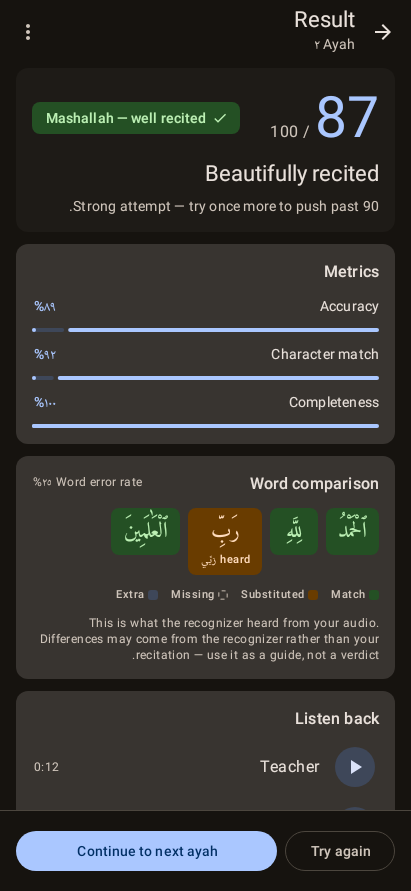 Result
Ayah ٢
87 / 100
Mashallah — well recited
Beautifully recited
Strong attempt — try once more to push past 90.
Metrics
Accuracy
%٨٩
Character match
%٩٢
Completeness
%١٠٠
Word comparison
Word error rate %٢٥
ٱلْحَمْدُ
لِلَّهِ
رَبِّ
ٱلْعَٰلَمِينَ
heard
Match
Substituted
Missing
Extra
This is what the recognizer heard from your audio.
Differences may come from the recognizer rather than your
recitation — use it as a guide, not a verdict.
Listen back
Teacher
0:12
Try again
Continue to next ayah